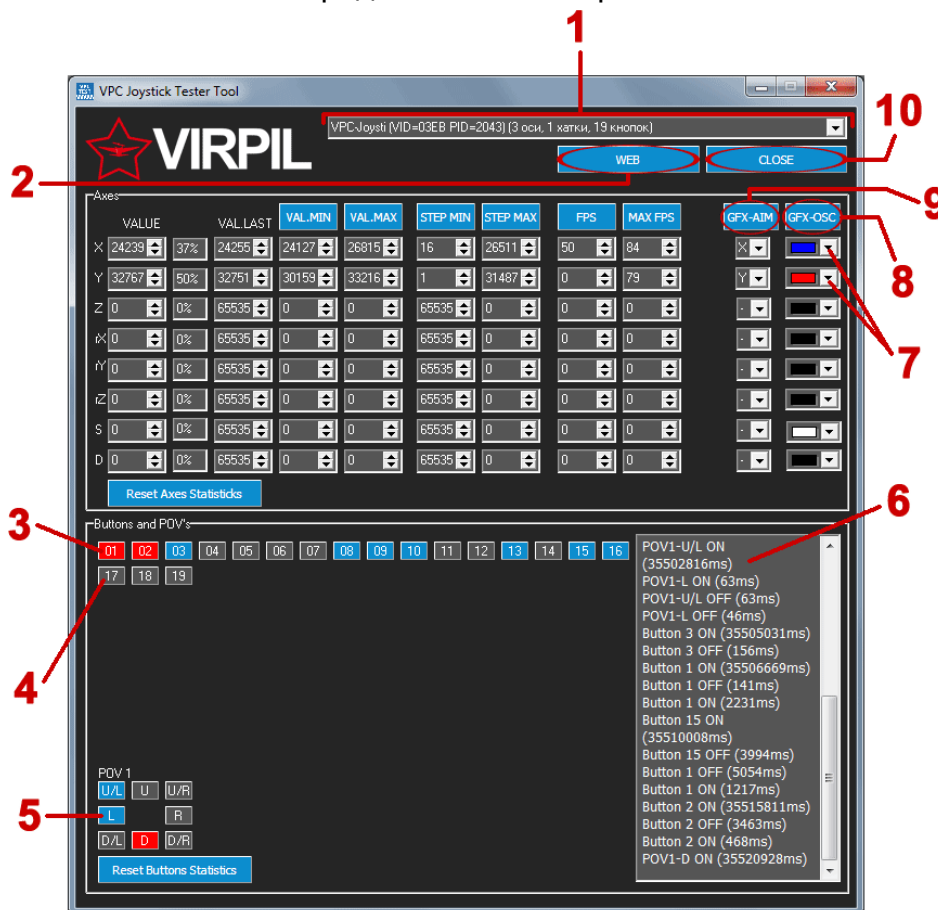 1
VPC Joystick Tester Tool
VPC-Joysti (VID=03EB PID=2043) (3 оси, 1 хатки, 19 кнопок)
10
VIRPIL
WEB
CLOSE
2
9
Axes
VALUE VAL.LAST VAL.MIN VAL.MAX STEP MIN STEP MAX FPS MAX FPS GFX-AIM GFX-OSC
X 24239 37% 24255 24127 26815 16 26511 50 84 X
Y 32767 50% 32751 30159 33216 1 31487 0 79 Y
8
Z 0 0% 65535 0 0 65535 0 0 0 -
rX 0 0% 65535 0 0 65535 0 0 0 -
7
rY 0 0% 65535 0 0 65535 0 0 0 -
rZ 0 0% 65535 0 0 65535 0 0 0 -
S 0 0% 65535 0 0 65535 0 0 0 -
D 0 0% 65535 0 0 65535 0 0 0 -
Reset Axes Statisticks
6
3
Buttons and POV's
01 02 03 04 05 06 07 08 09 10 11 12 13 14 15 16
17 18 19
4
POV 1
U/L U U/R
5
L R
D/L D D/R
Reset Buttons Statistics
POV1-U/L ON
(35502816ms)
POV1-L ON (63ms)
POV1-U/L OFF (63ms)
POV1-L OFF (46ms)
Button 3 ON (35505031ms)
Button 3 OFF (156ms)
Button 1 ON (35506669ms)
Button 1 OFF (141ms)
Button 1 ON (2231ms)
Button 15 ON
(35510008ms)
Button 15 OFF (3994ms)
Button 1 OFF (5054ms)
Button 1 ON (1217ms)
Button 2 ON (35515811ms)
Button 2 OFF (3463ms)
Button 2 ON (468ms)
POV1-D ON (35520928ms)